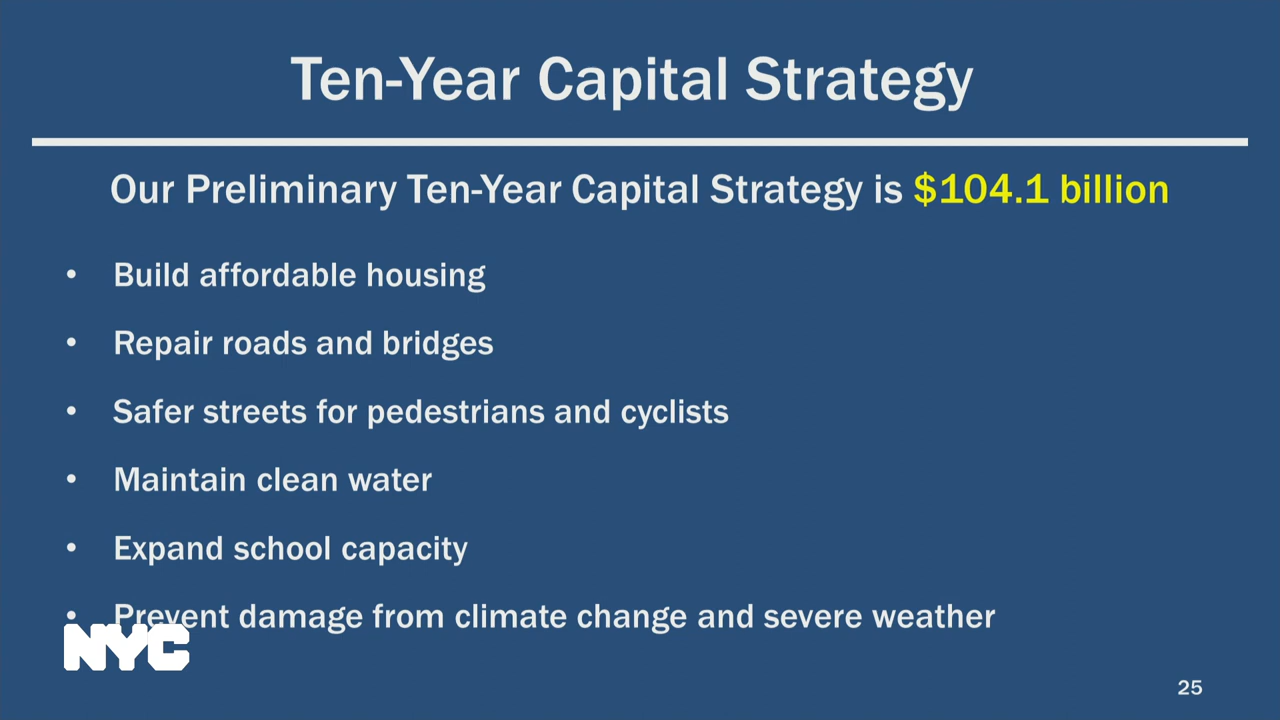 Ten-Year Capital Strategy
Our Preliminary Ten-Year Capital Strategy is $104.1 billion
• Build affordable housing
• Repair roads and bridges
• Safer streets for pedestrians and cyclists
• Maintain clean water
• Expand school capacity
• Prevent damage from climate change and severe weather
NYC
25